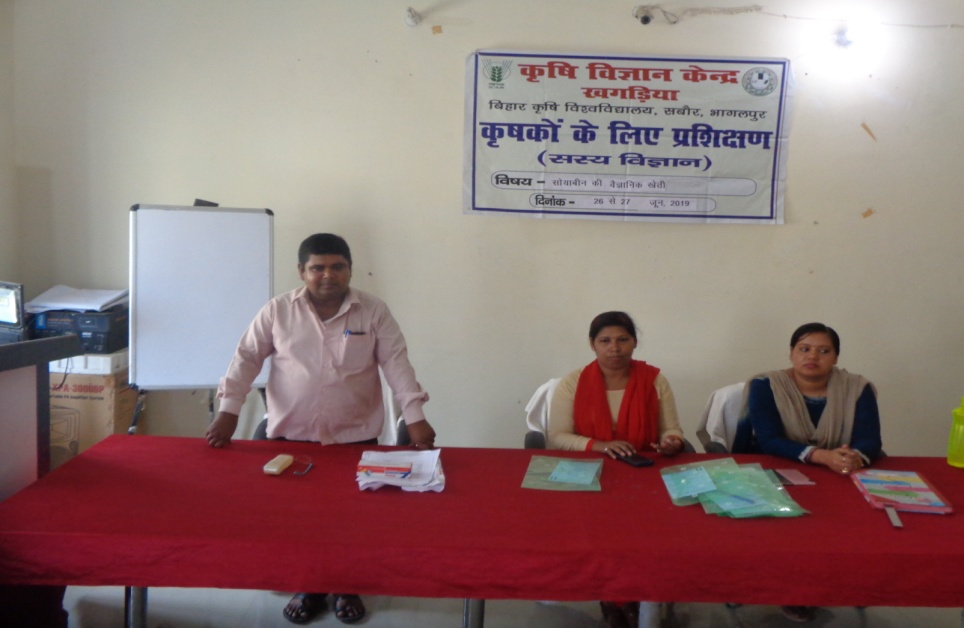 कृषि विज्ञान केन्द्र
खगड़िया
बिहार कृषि विश्वविद्यालय, सबौर, भागलपुर
कृषकों के लिए प्रशिक्षण
(सस्य विज्ञान)
विषय - सोयाबीन की वैज्ञानिक खेती
दिनांक - 26 से 27 जून, 2019